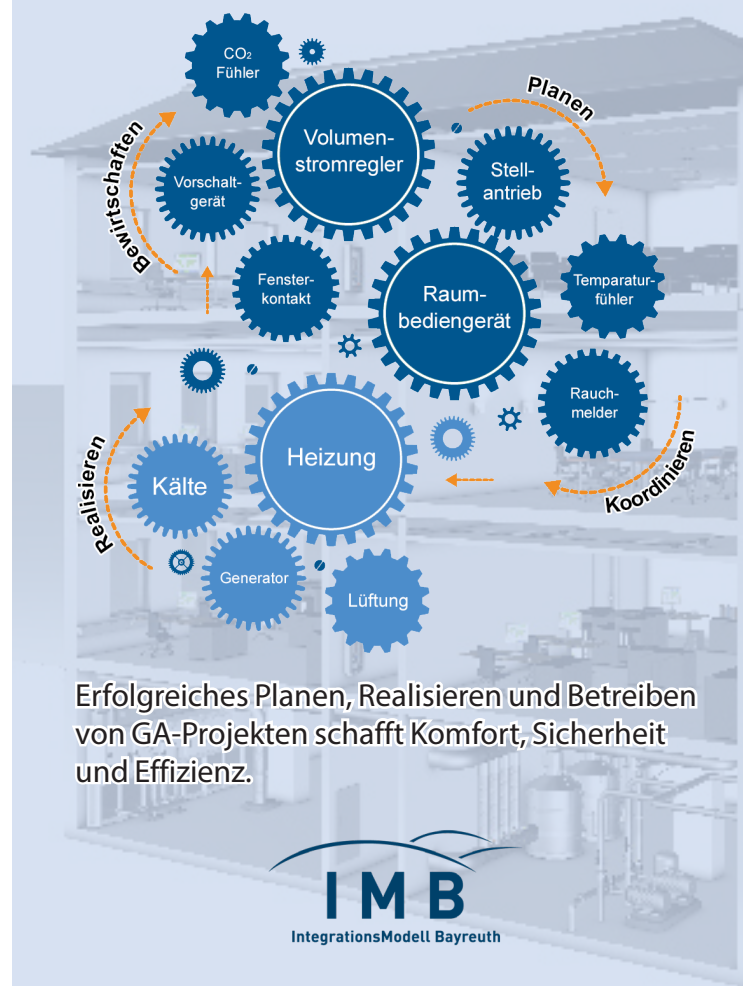 CO₂
Fühler
Planen
Volumen-
stromregler
Stell-
antrieb
Bewirtschaften
Vorschalt-
gerät
Fenster-
kontakt
Raum-
bediengerät
Temperatur-
fühler
Rauch-
melder
Heizung
Koordinieren
Realisieren
Kälte
Generator
Lüftung
Erfolgreiches Planen, Realisieren und Betreiben
von GA-Projekten schafft Komfort, Sicherheit
und Effizienz.
IMB
IntegrationsModell Bayreuth